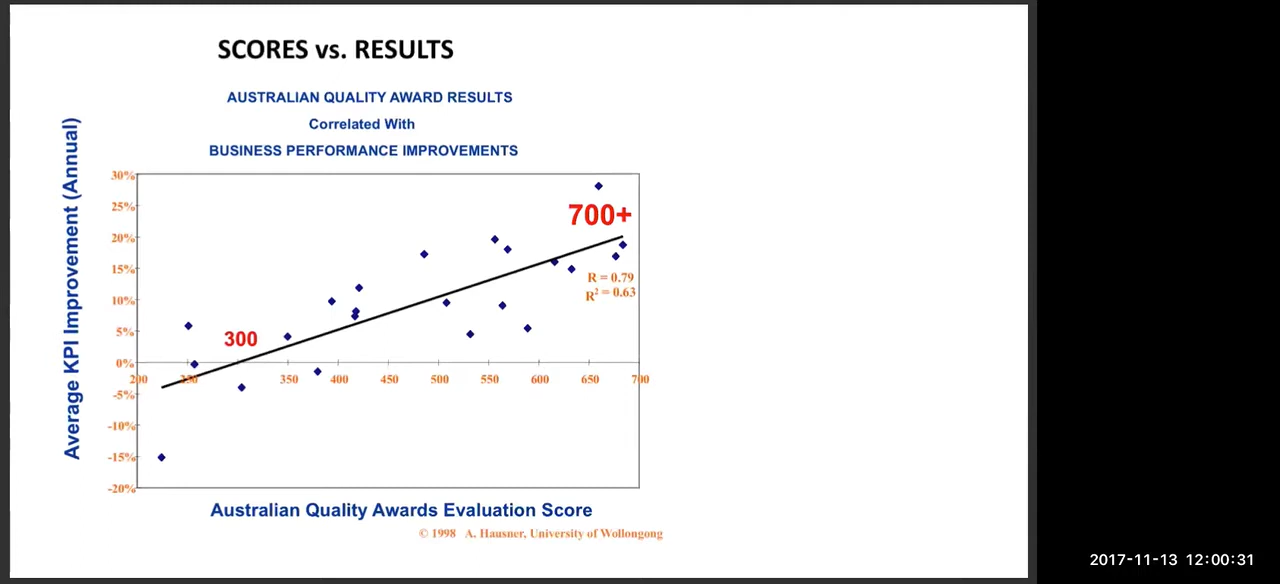 SCORES vs. RESULTS
AUSTRALIAN QUALITY AWARD RESULTS
Correlated With
BUSINESS PERFORMANCE IMPROVEMENTS
Average KPI Improvement (Annual)
30%
25%
20%
15%
10%
5%
0%
-5%
-10%
-15%
-20%
700+
R = 0.79
R² = 0.63
300
200 250 350 400 450 500 550 600 650 700
Australian Quality Awards Evaluation Score
© 1998 A. Hausner, University of Wollongong
2017-11-13 12:00:31